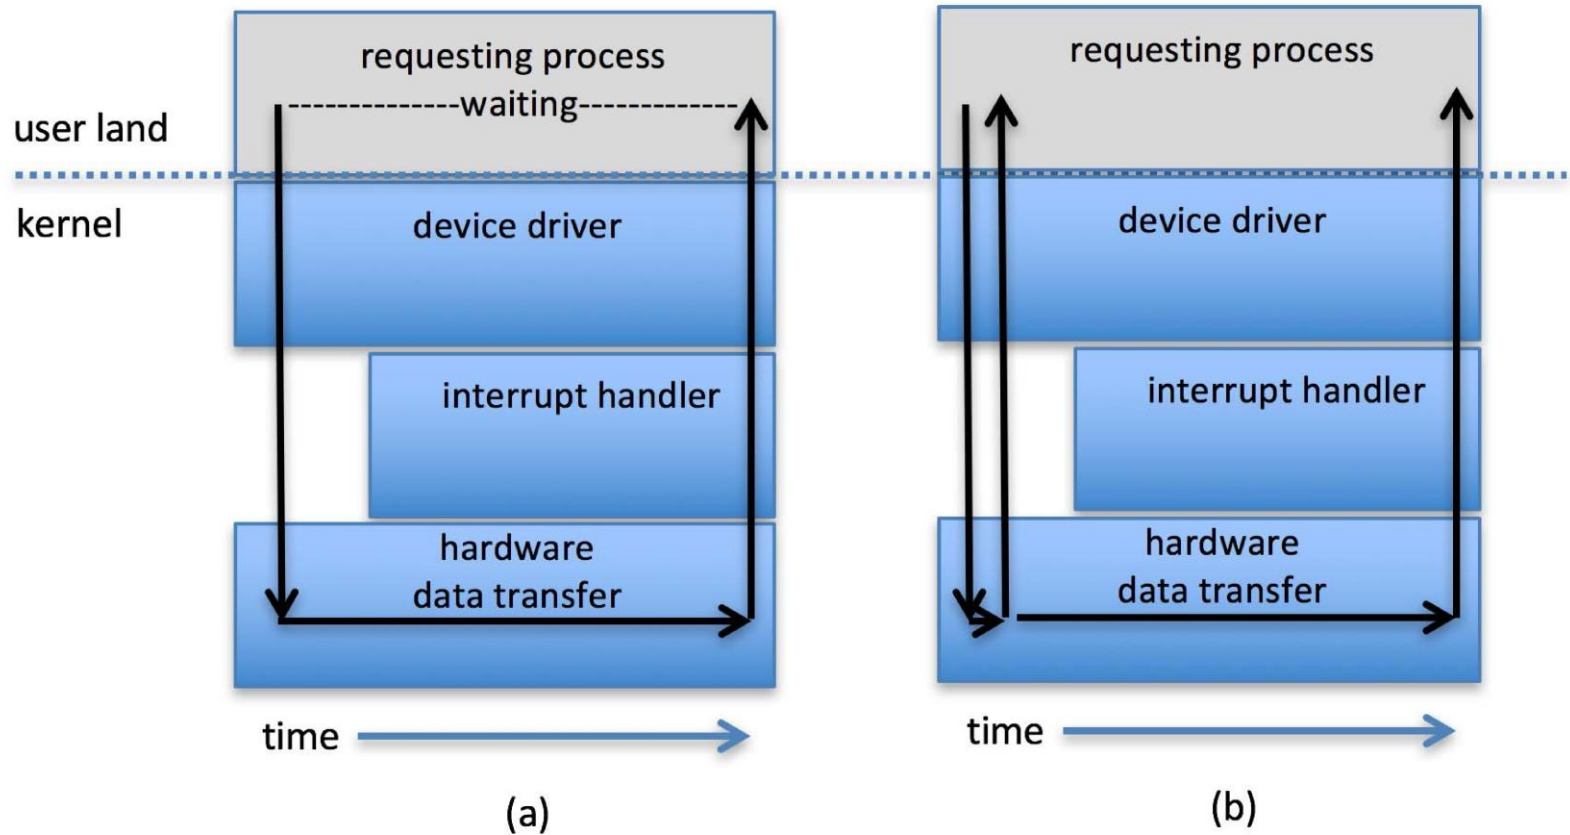 requesting process
-------------waiting-------------
user land
kernel
device driver
interrupt handler
hardware
data transfer
time
(a)
requesting process
device driver
interrupt handler
hardware
data transfer
time
(b)